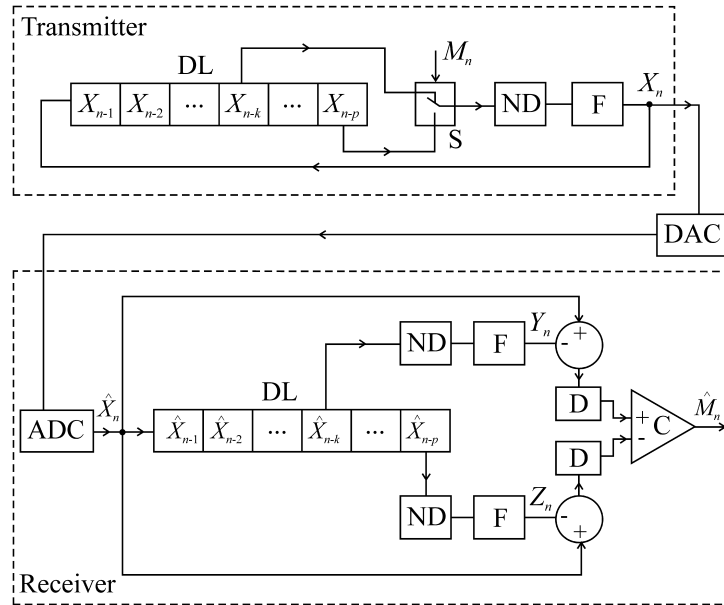 Transmitter
DL
M_n
X_n
X_{n-1} X_{n-2} ... X_{n-k} ... X_{n-p}
ND
F
S
DAC
Y_n
ND
F
-
+
DL
X̂_n
D
M̂_n
ADC
X̂_{n-1} X̂_{n-2} ... X̂_{n-k} ... X̂_{n-p}
+
-
C
D
Z_n
ND
F
-
+
Receiver